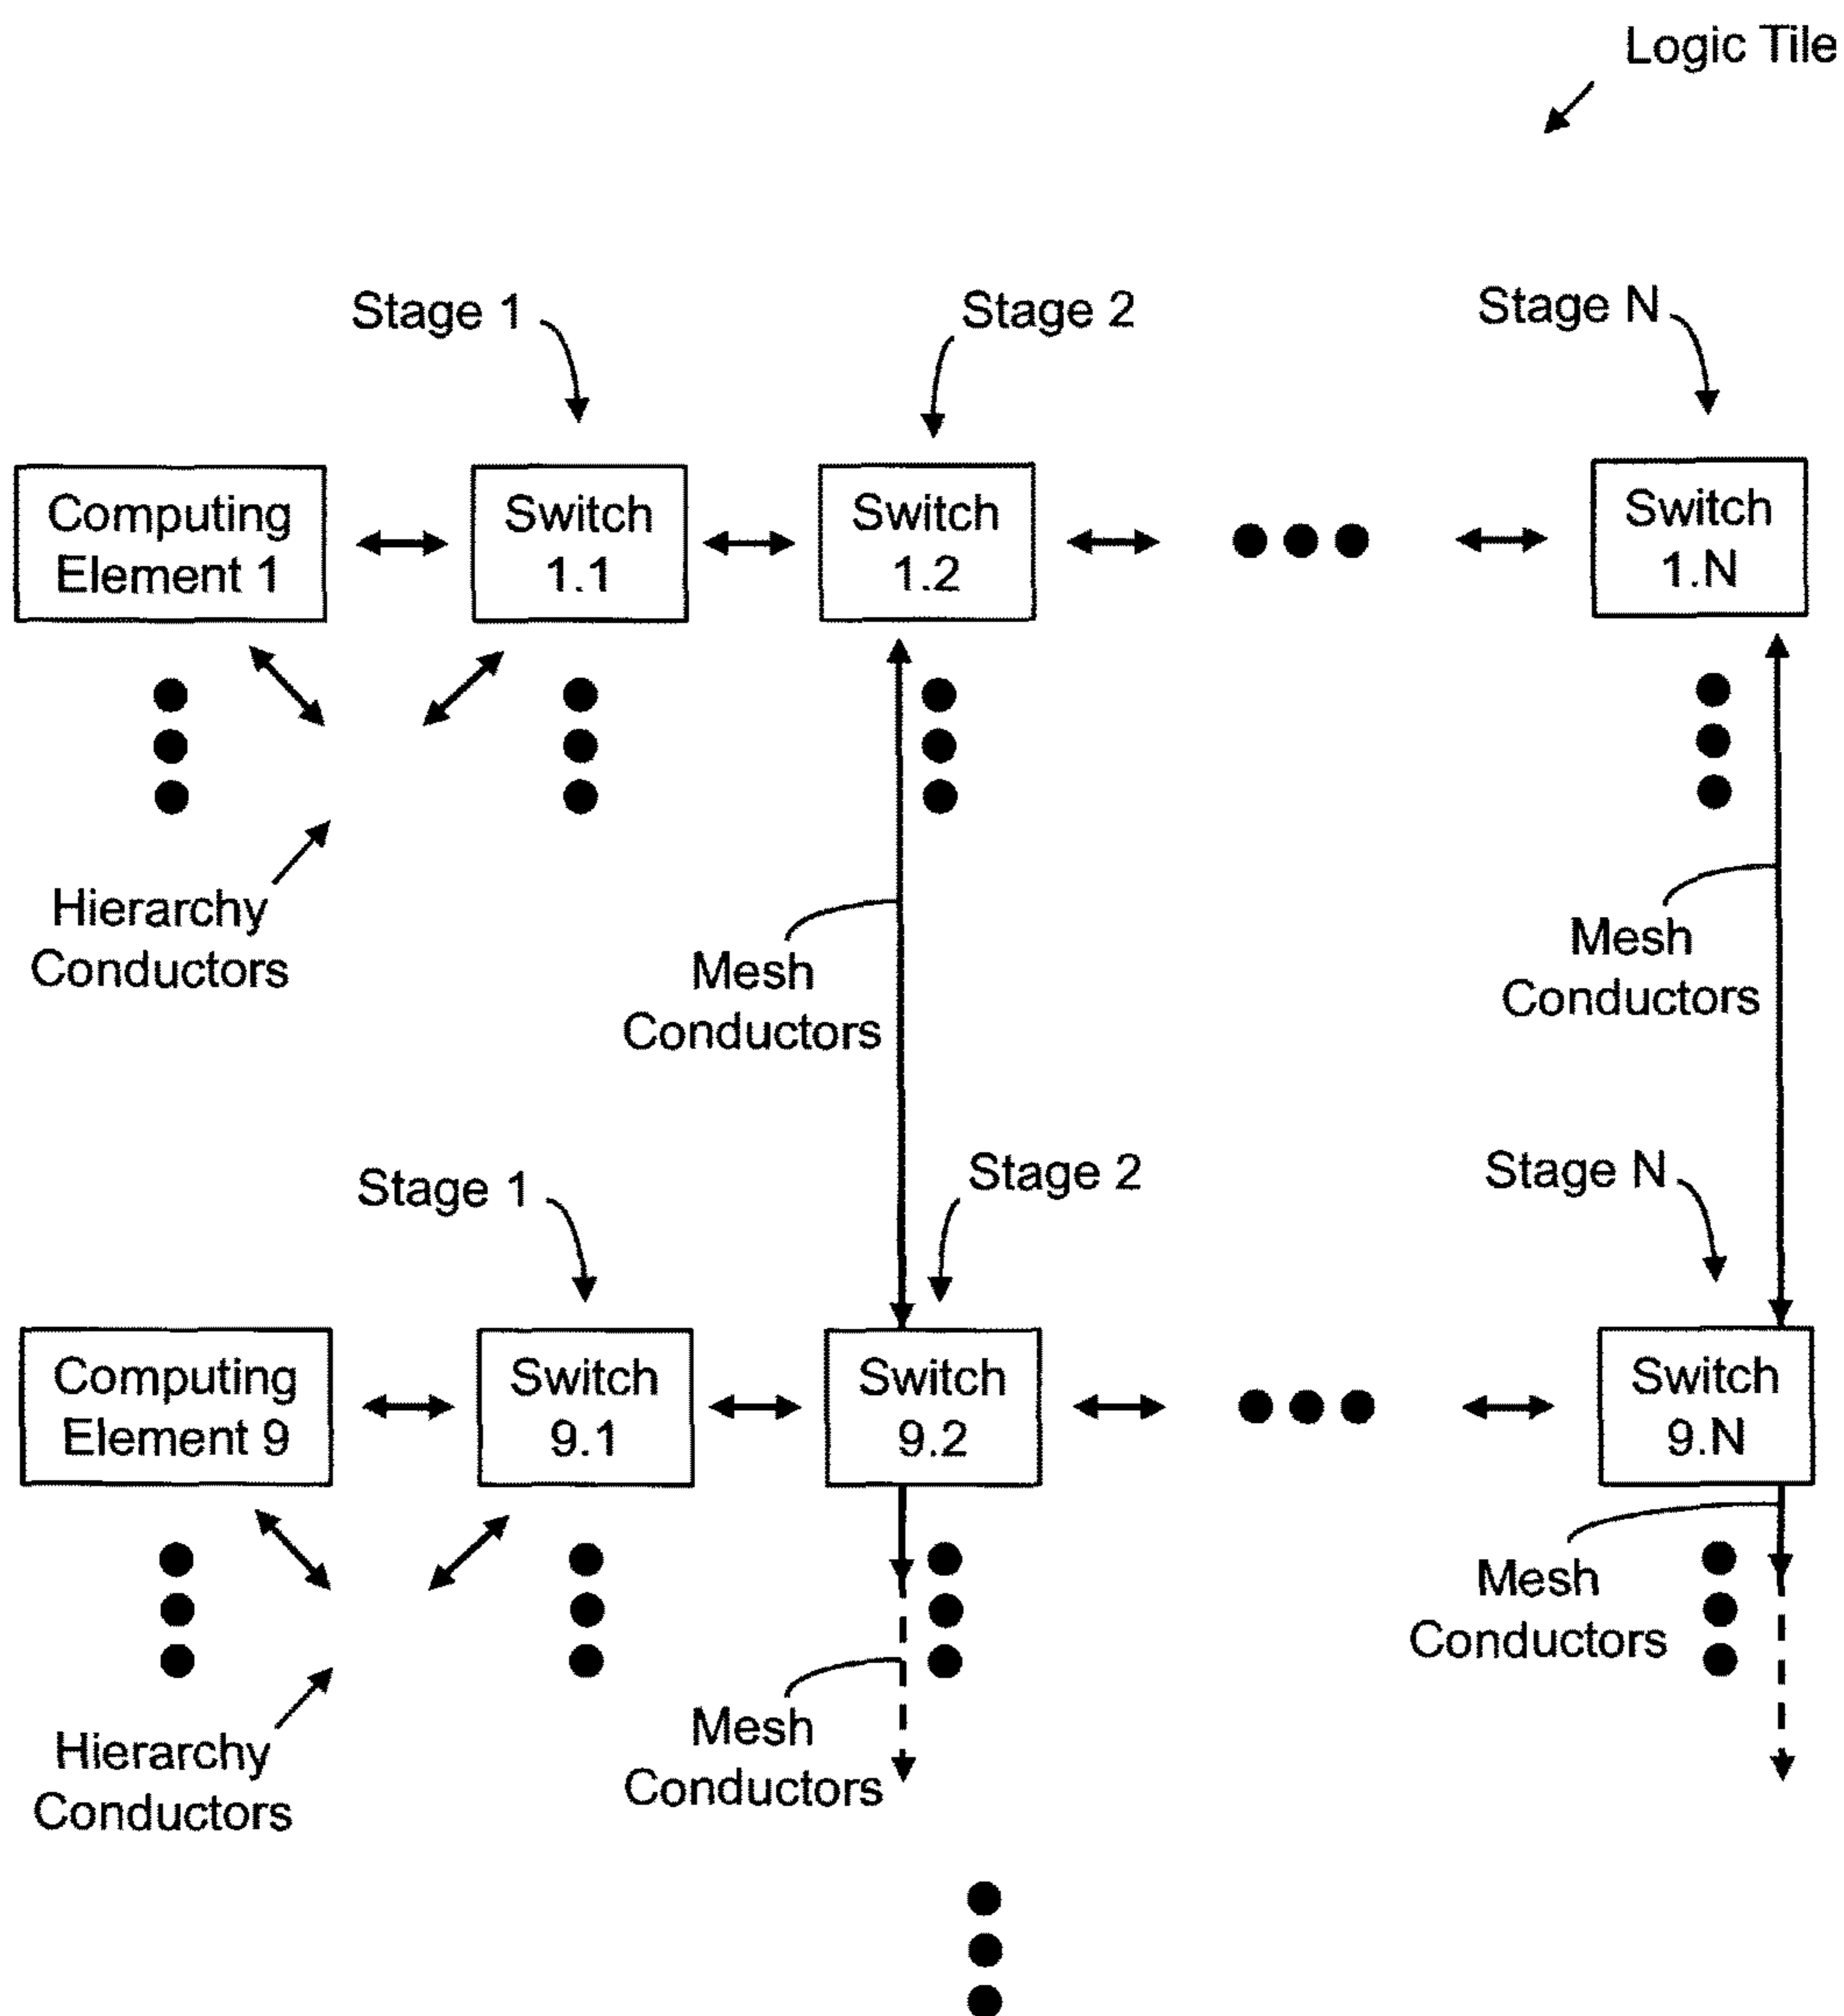 Logic Tile
Stage 1
Stage 2
Stage N
Computing
Element 1
Switch
1.1
Switch
1.2
Switch
1.N
Hierarchy
Conductors
Mesh
Conductors
Mesh
Conductors
Stage 1
Stage 2
Stage N
Computing
Element 9
Switch
9.1
Switch
9.2
Switch
9.N
Hierarchy
Conductors
Mesh
Conductors
Mesh
Conductors